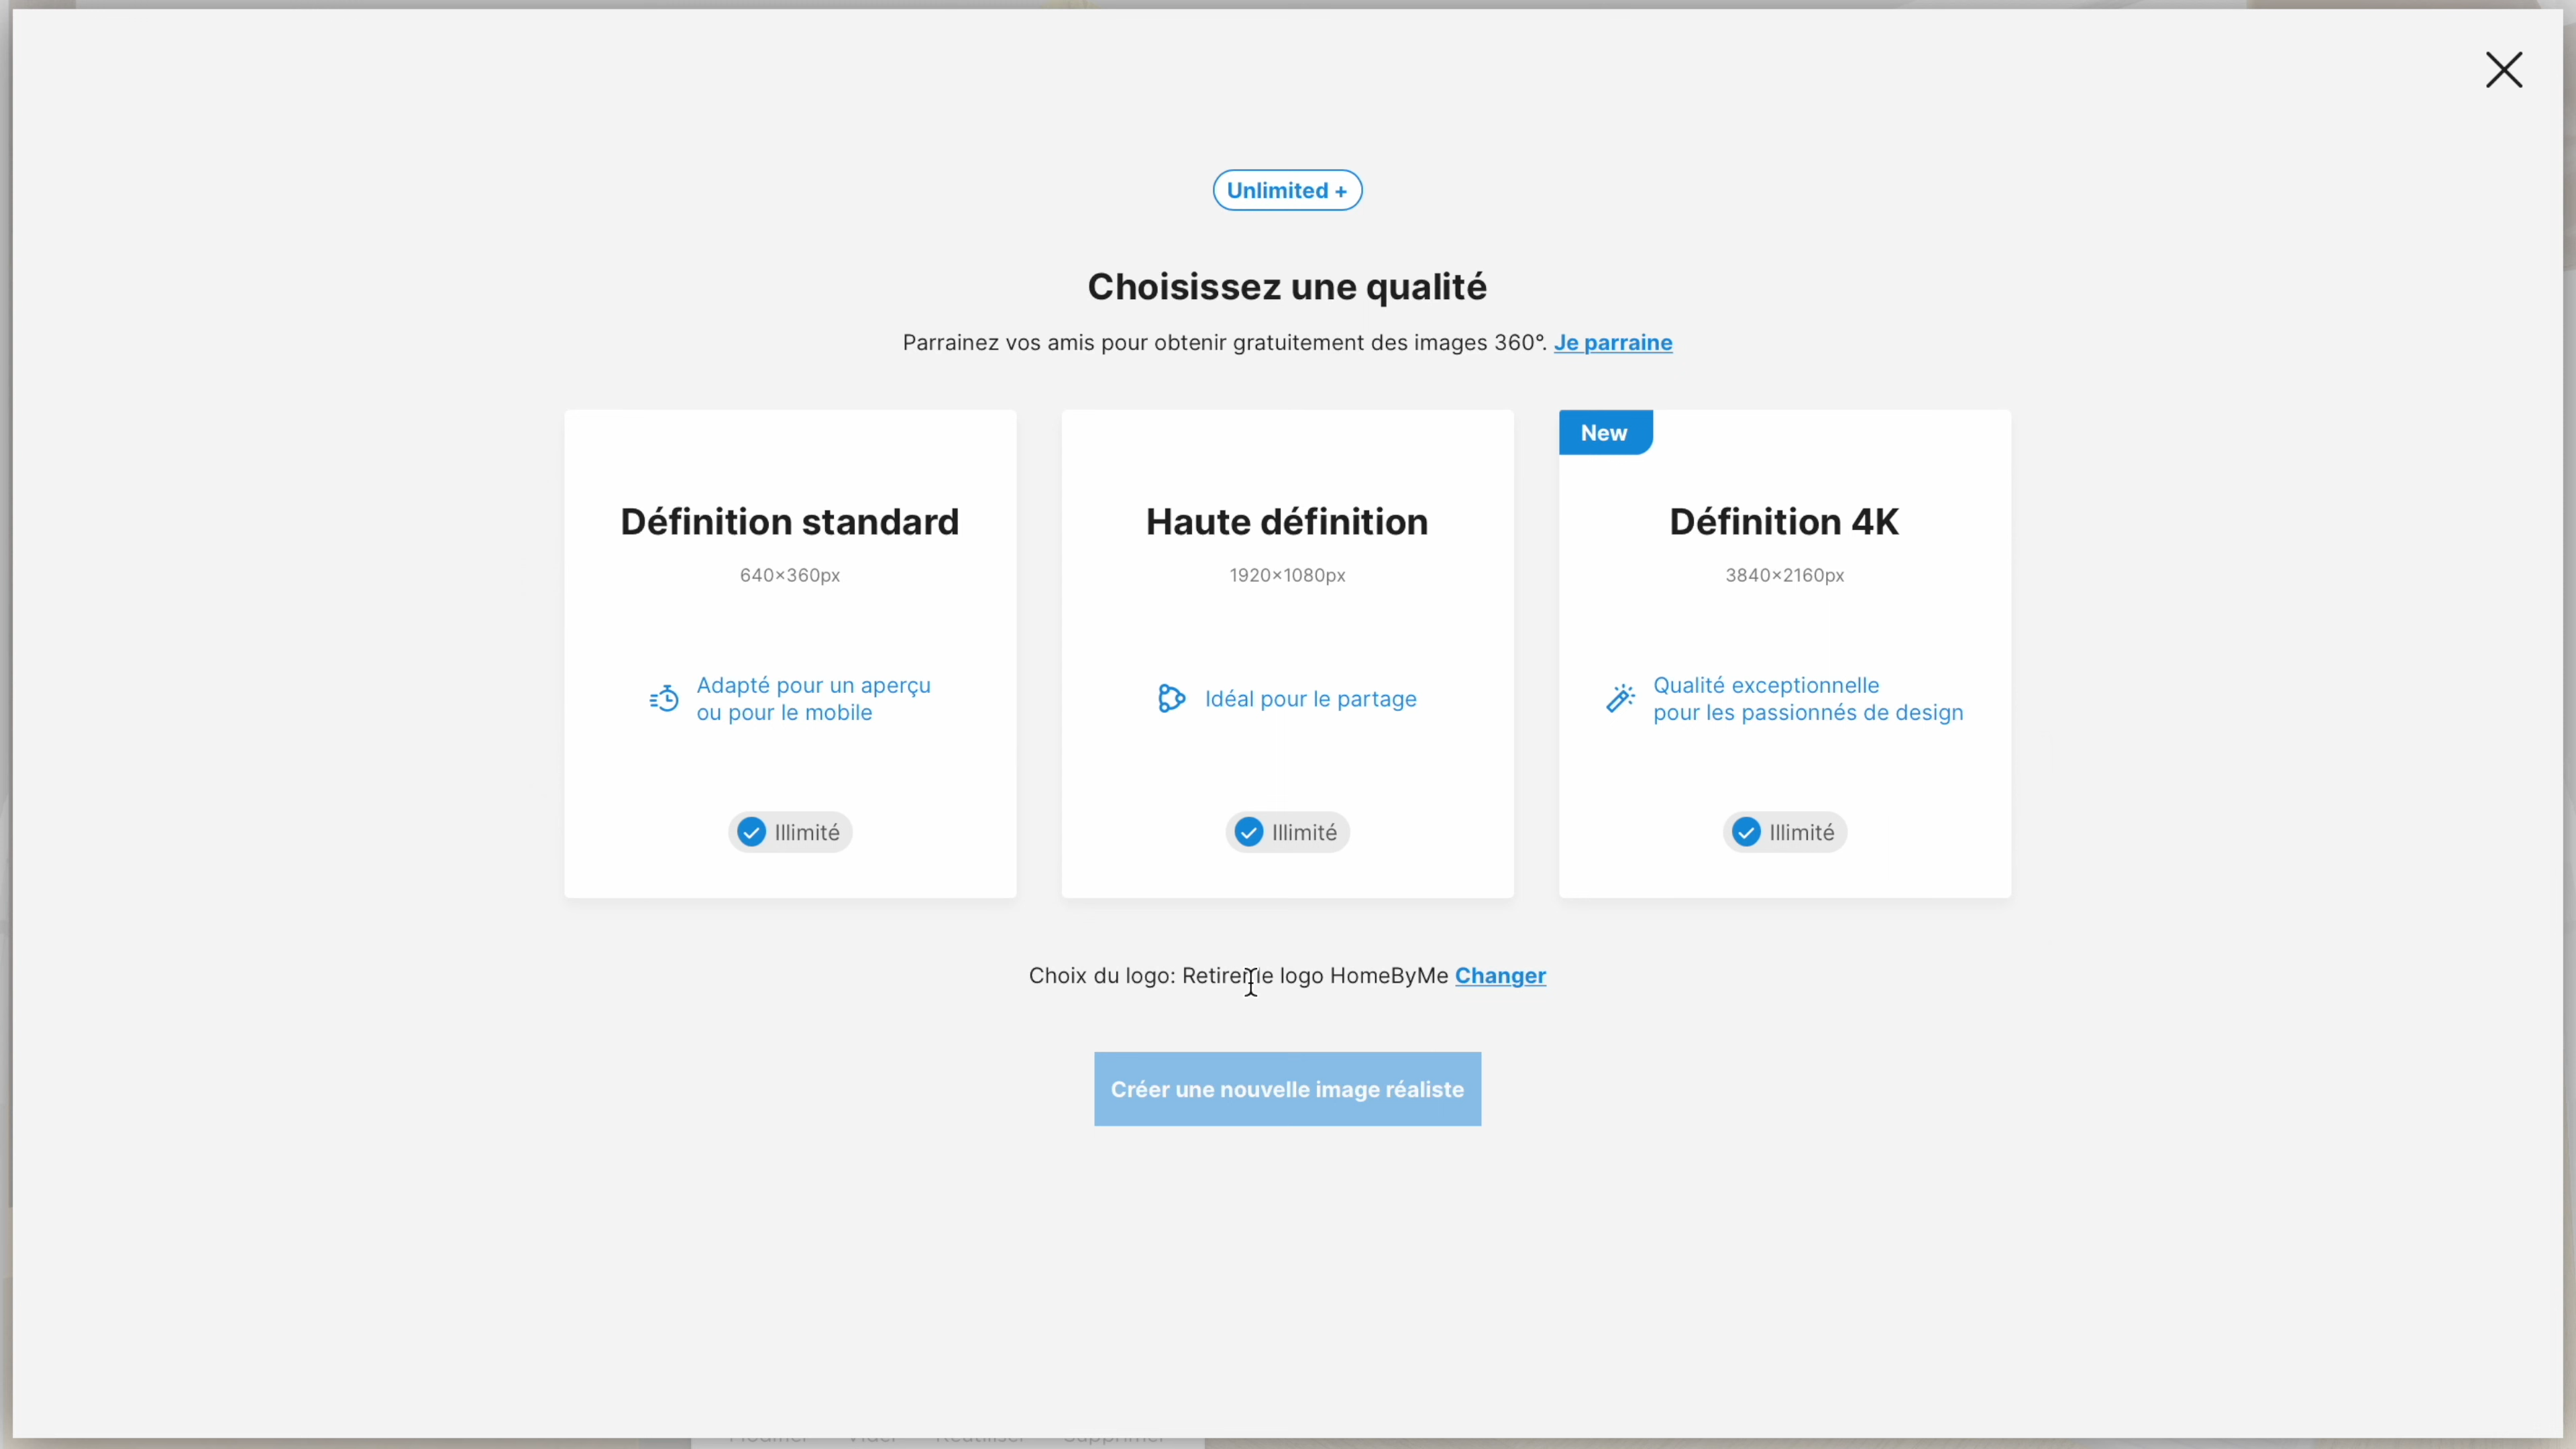 Unlimited +
Choisissez une qualité
Parrainez vos amis pour obtenir gratuitement des images 360°. Je parraine
New
Définition standard
640×360px
Adapté pour un aperçu
ou pour le mobile
Illimité
Haute définition
1920×1080px
Idéal pour le partage
Illimité
Définition 4K
3840×2160px
Qualité exceptionnelle
pour les passionnés de design
Illimité
Choix du logo: Retirer le logo HomeByMe Changer
Créer une nouvelle image réaliste